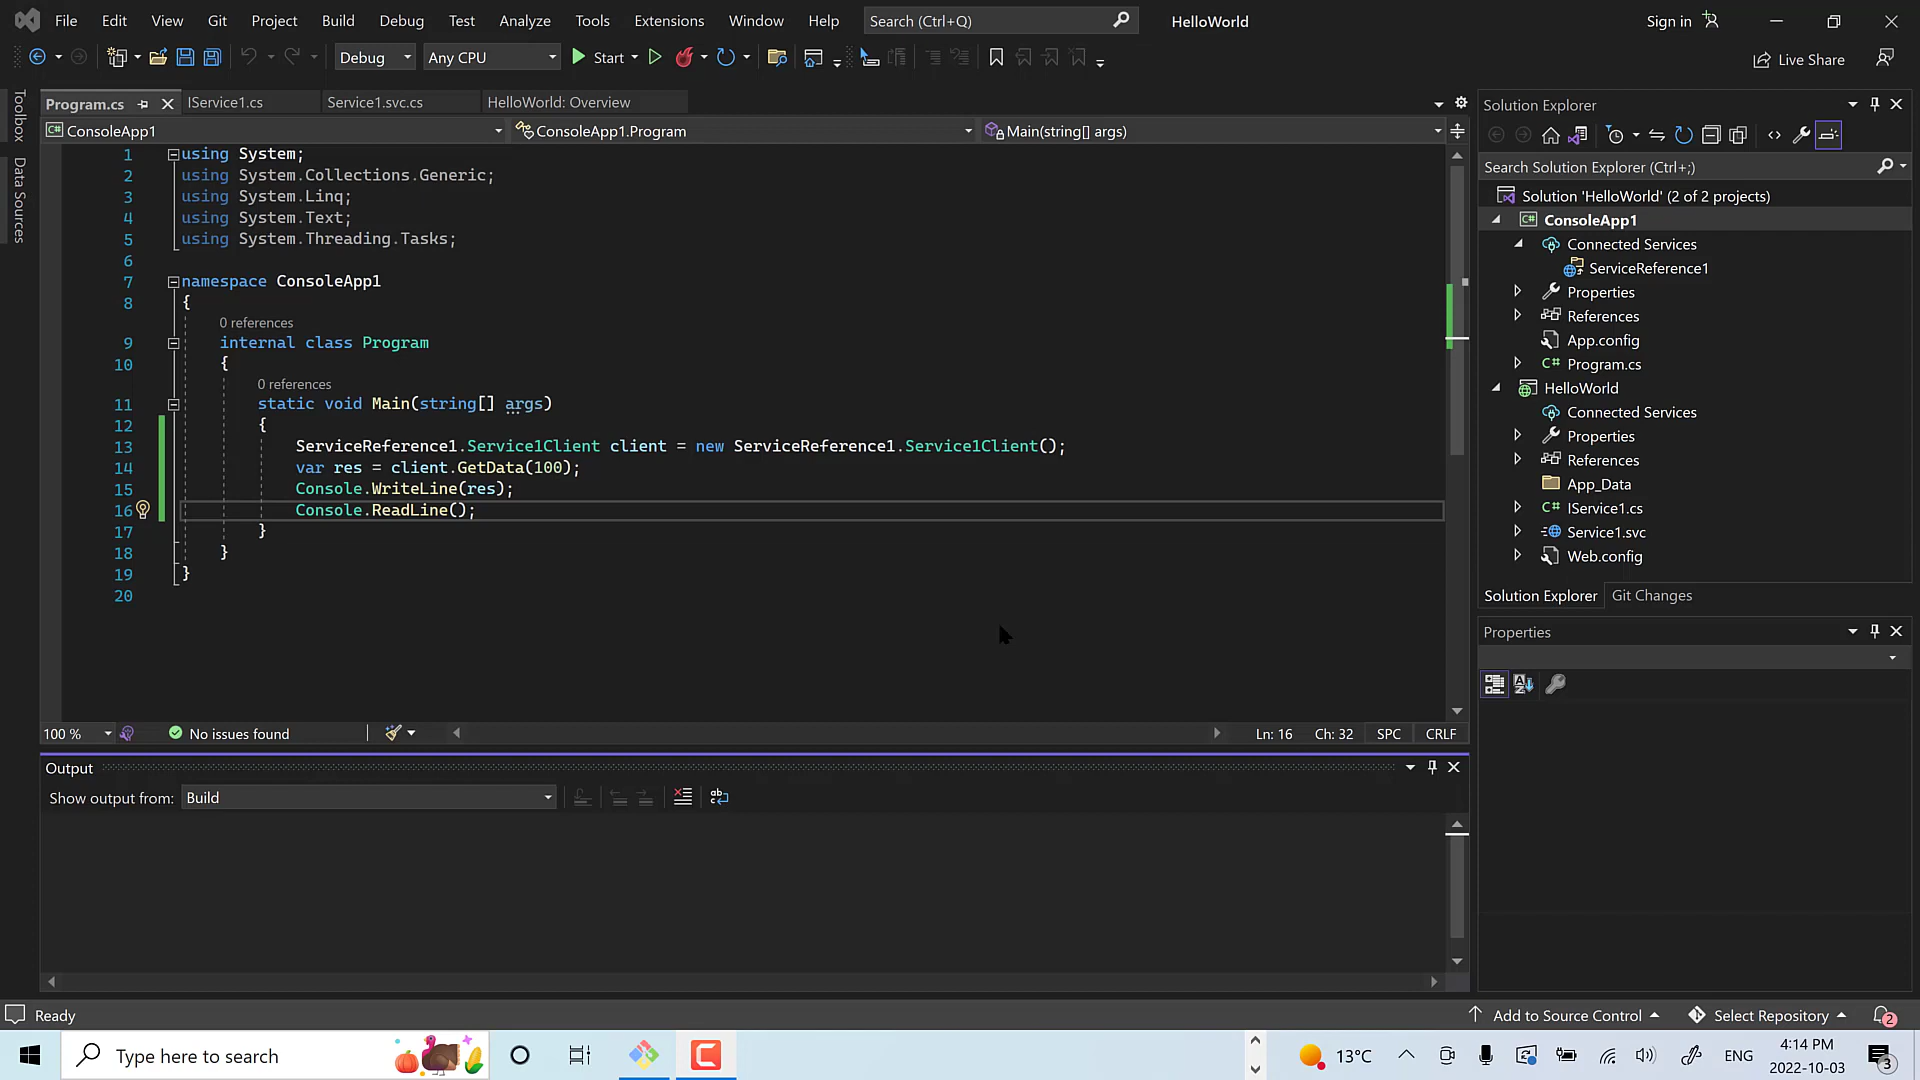 File Edit View Git Project Build Debug Test Analyze Tools Extensions Window Help Search (Ctrl+Q) HelloWorld Sign in
Debug Any CPU Start Live Share
Toolbox
Data Sources
Program.cs IService1.cs Service1.svc.cs HelloWorld: Overview
ConsoleApp1 ConsoleApp1.Program Main(string[] args)
1 using System;
2 using System.Collections.Generic;
3 using System.Linq;
4 using System.Text;
5 using System.Threading.Tasks;
6
7 namespace ConsoleApp1
8 {
0 references
9 internal class Program
10 {
0 references
11 static void Main(string[] args)
12 {
13 ServiceReference1.Service1Client client = new ServiceReference1.Service1Client();
14 var res = client.GetData(100);
15 Console.WriteLine(res);
16 Console.ReadLine();
17 }
18 }
19 }
20
100 % No issues found Ln: 16 Ch: 32 SPC CRLF
Output
Show output from: Build
Solution Explorer
Search Solution Explorer (Ctrl+;)
Solution 'HelloWorld' (2 of 2 projects)
C# ConsoleApp1
Connected Services
ServiceReference1
Properties
References
App.config
C# Program.cs
HelloWorld
Connected Services
Properties
References
App_Data
C# IService1.cs
Service1.svc
Web.config
Solution Explorer Git Changes
Properties
Ready Add to Source Control Select Repository 2
Type here to search 13°C ENG 4:14 PM
2022-10-03 3